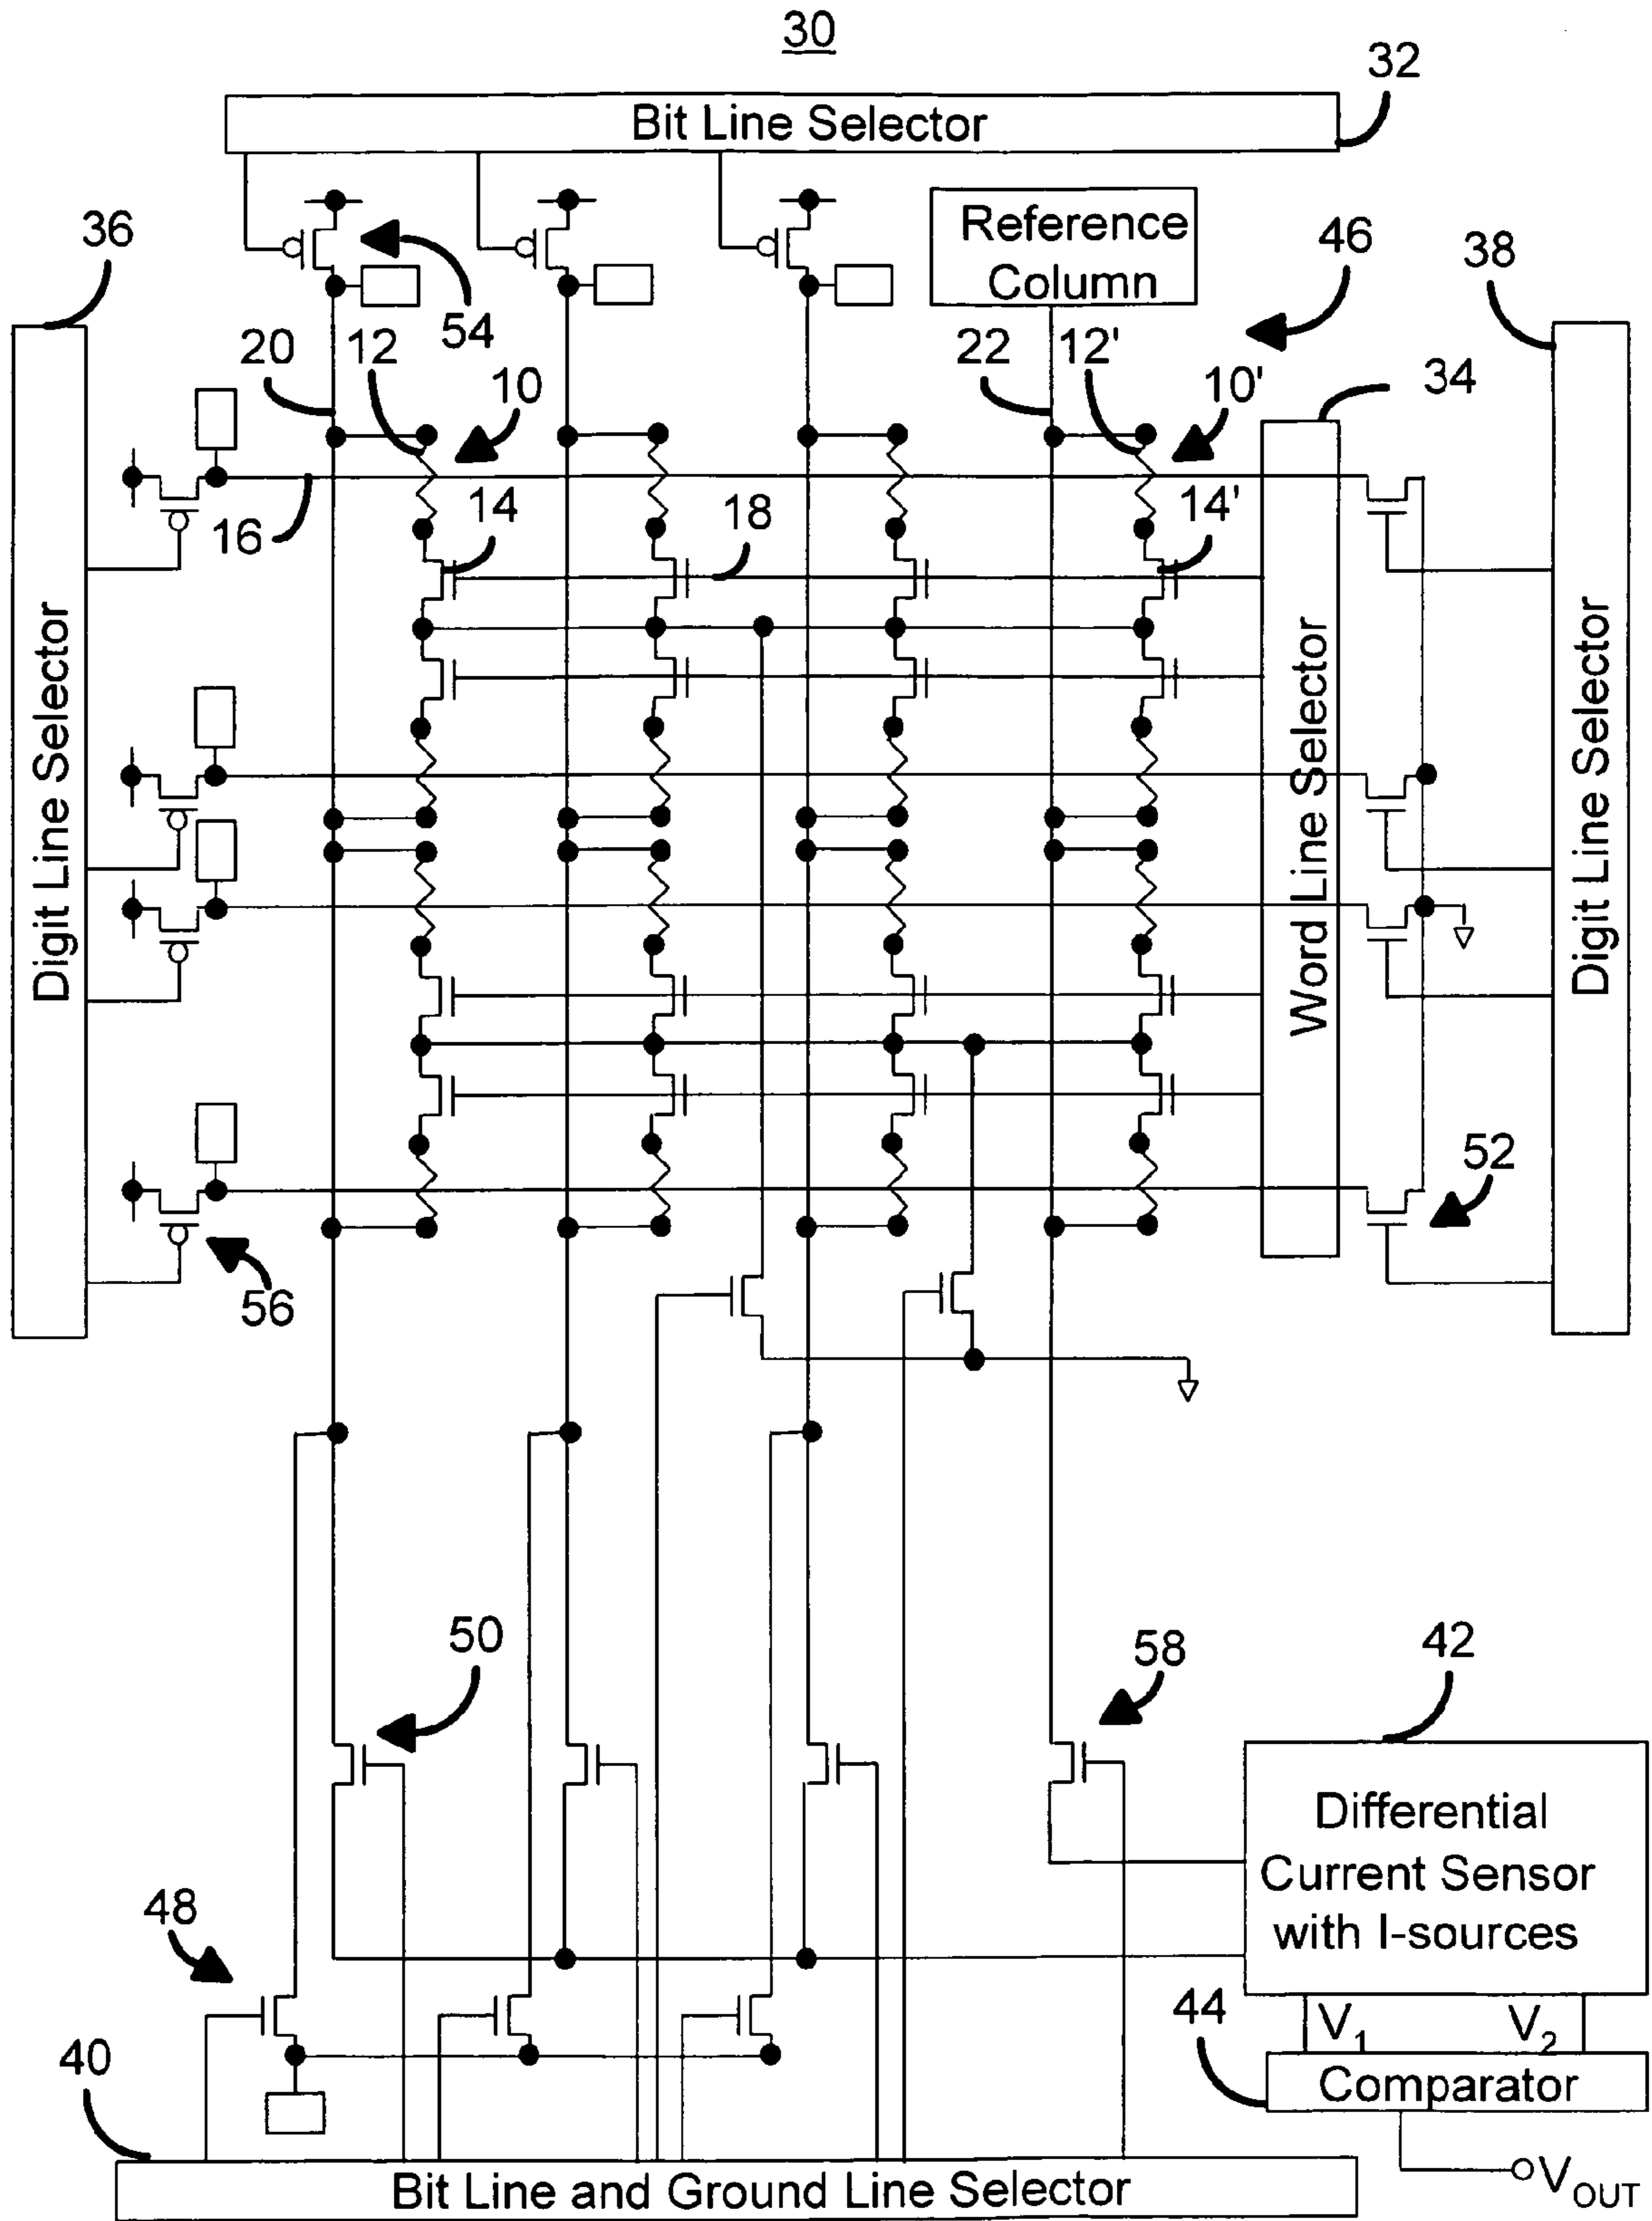 30
32
Bit Line Selector
36
Reference
Column
46
38
54
20
12
10
22
12'
10'
34
16
14
18
14'
Digit Line Selector
Word Line Selector
Digit Line Selector
52
56
50
58
42
Differential
Current Sensor
with I-sources
48
44
V1
V2
40
Comparator
Bit Line and Ground Line Selector
VOUT